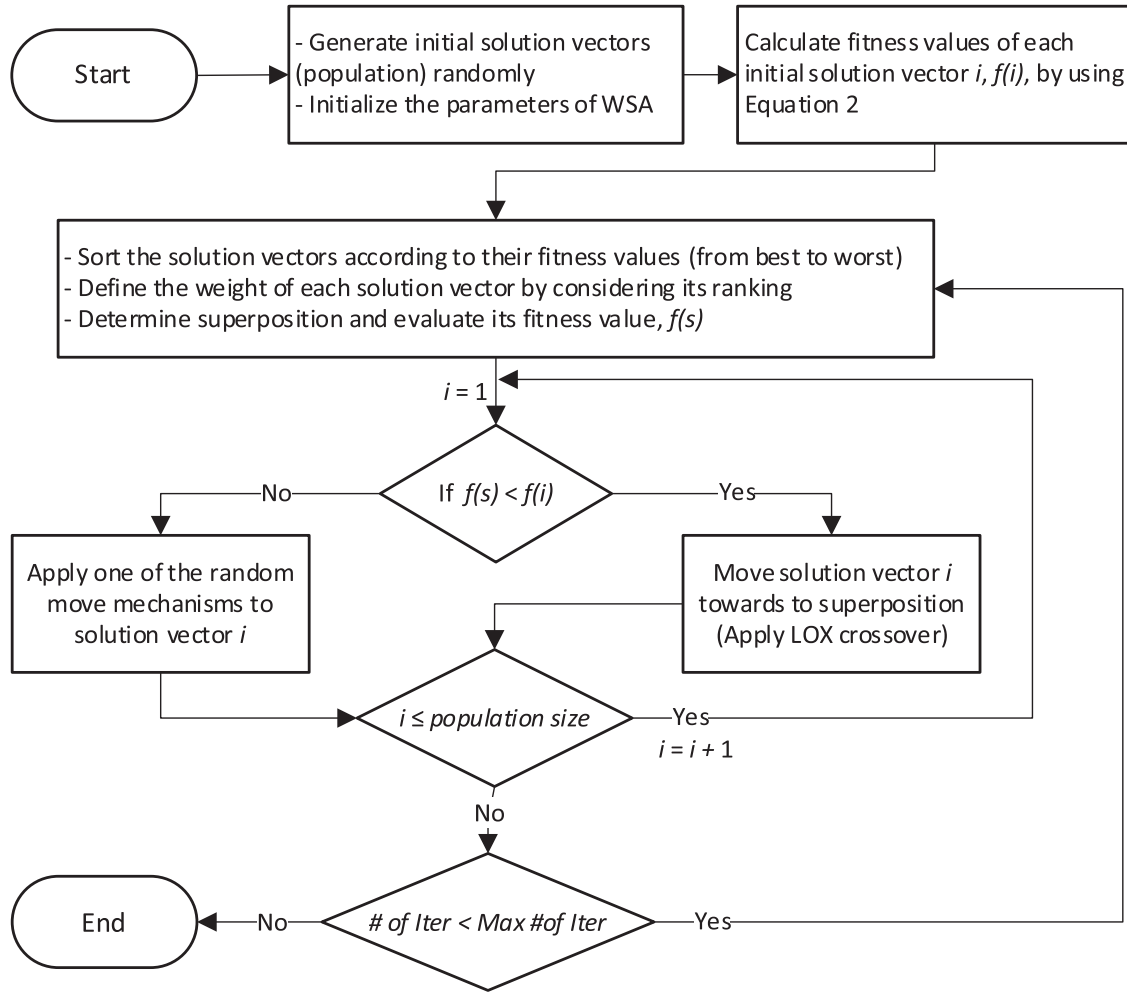 Start
- Generate initial solution vectors
(population) randomly
- Initialize the parameters of WSA
Calculate fitness values of each
initial solution vector i, f(i), by using
Equation 2
- Sort the solution vectors according to their fitness values (from best to worst)
- Define the weight of each solution vector by considering its ranking
- Determine superposition and evaluate its fitness value, f(s)
i = 1
If f(s) < f(i)
No
Yes
Apply one of the random
move mechanisms to
solution vector i
Move solution vector i
towards to superposition
(Apply LOX crossover)
i ≤ population size
Yes
i = i + 1
No
# of Iter < Max #of Iter
No
Yes
End